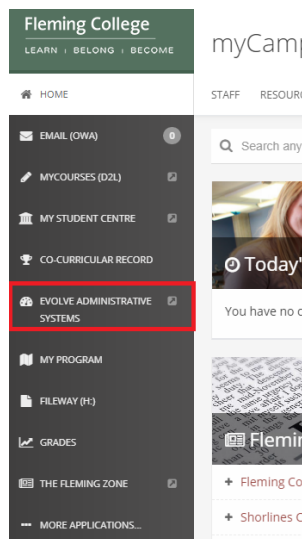 Fleming College
LEARN | BELONG | BECOME
myCamp
HOME
STAFF RESOUR
EMAIL (OWA) 0
Search any
MYCOURSES (D2L)
MY STUDENT CENTRE
CO-CURRICULAR RECORD
Today'
EVOLVE ADMINISTRATIVE
SYSTEMS
You have no
MY PROGRAM
FILEWAY (H:)
GRADES
Flemin
THE FLEMING ZONE
+ Fleming Co
MORE APPLICATIONS...
+ Shorlines C